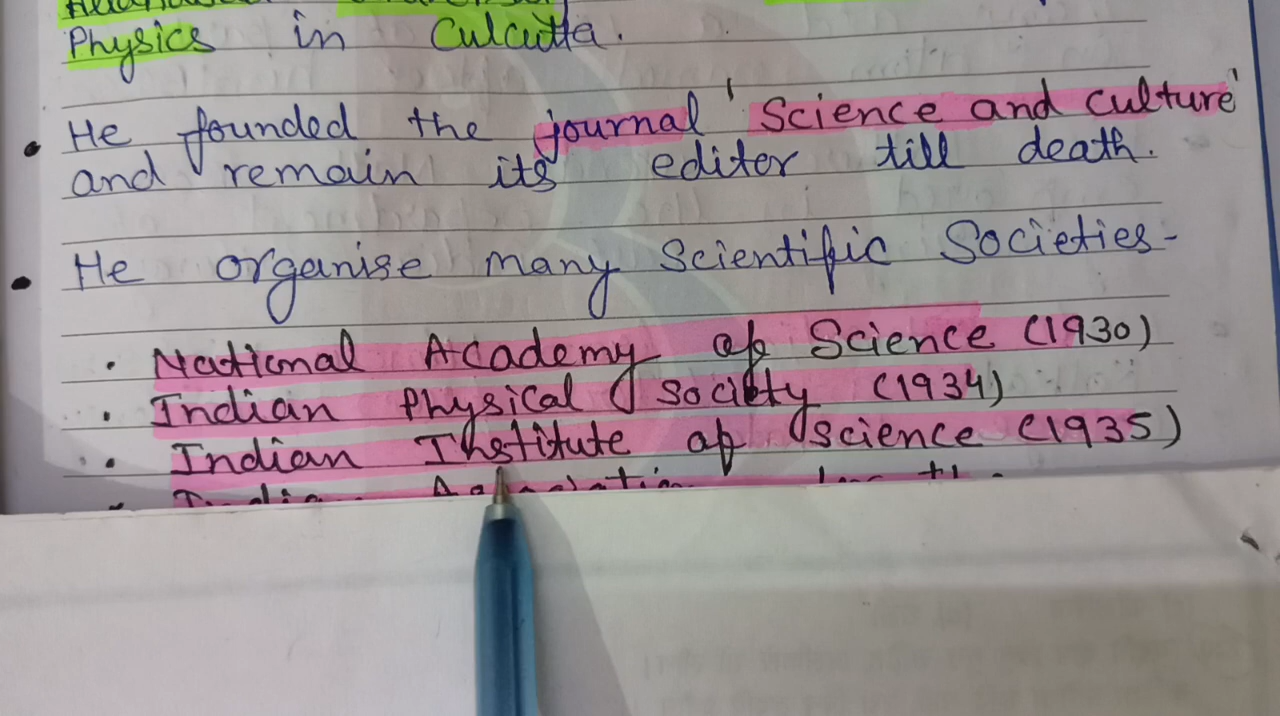 Physics in Culcutta.
• He founded the journal 'Science and culture'
and remain its editor till death.
• He organise many Scientific Societies-
• National Academy of Science (1930)
• Indian Physical Society (1934)
• Indian Institute of Science (1935)